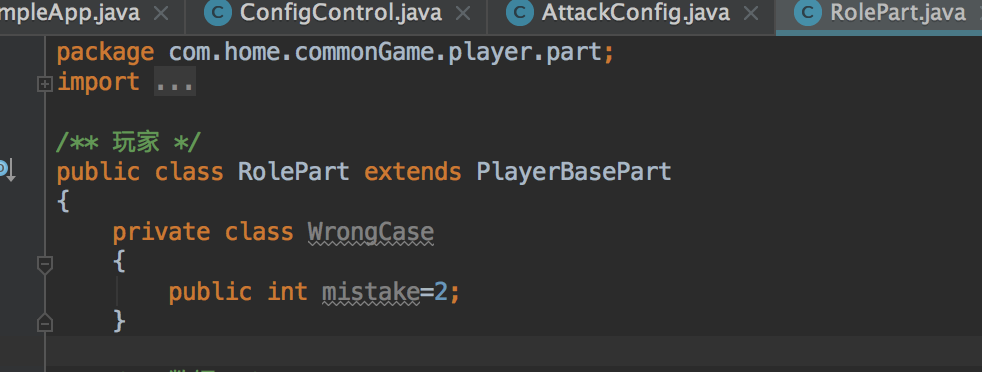 mpleApp.java × C ConfigControl.java × C AttackConfig.java × C RolePart.java
package com.home.commonGame.player.part;
import ...
/** 玩家 */
public class RolePart extends PlayerBasePart
{
private class WrongCase
{
public int mistake=2;
}